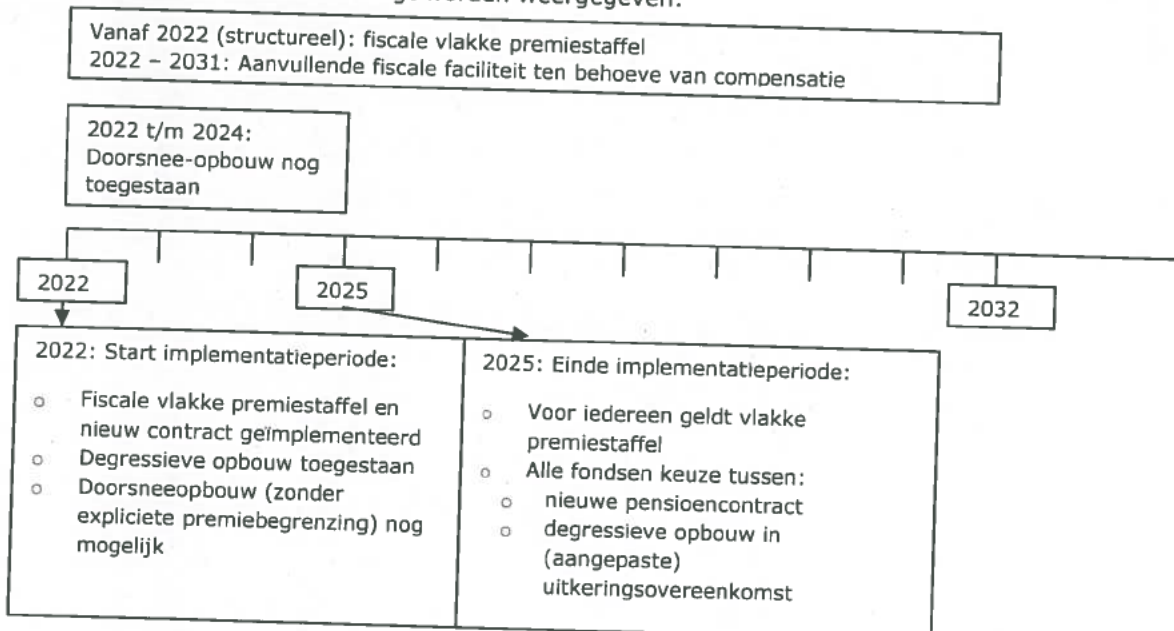 worden weergegeven:
Vanaf 2022 (structureel): fiscale vlakke premiestaffel
2022 – 2031: Aanvullende fiscale faciliteit ten behoeve van compensatie
2022 t/m 2024:
Doorsnee-opbouw nog
toegestaan
2022
2025
2032
2022: Start implementatieperiode:
o Fiscale vlakke premiestaffel en
nieuw contract geïmplementeerd
o Degressieve opbouw toegestaan
o Doorsneeopbouw (zonder
expliciete premiebegrenzing) nog
mogelijk
2025: Einde implementatieperiode:
o Voor iedereen geldt vlakke
premiestaffel
o Alle fondsen keuze tussen:
o nieuwe pensioencontract
o degressieve opbouw in
(aangepaste)
uitkeringsovereenkomst